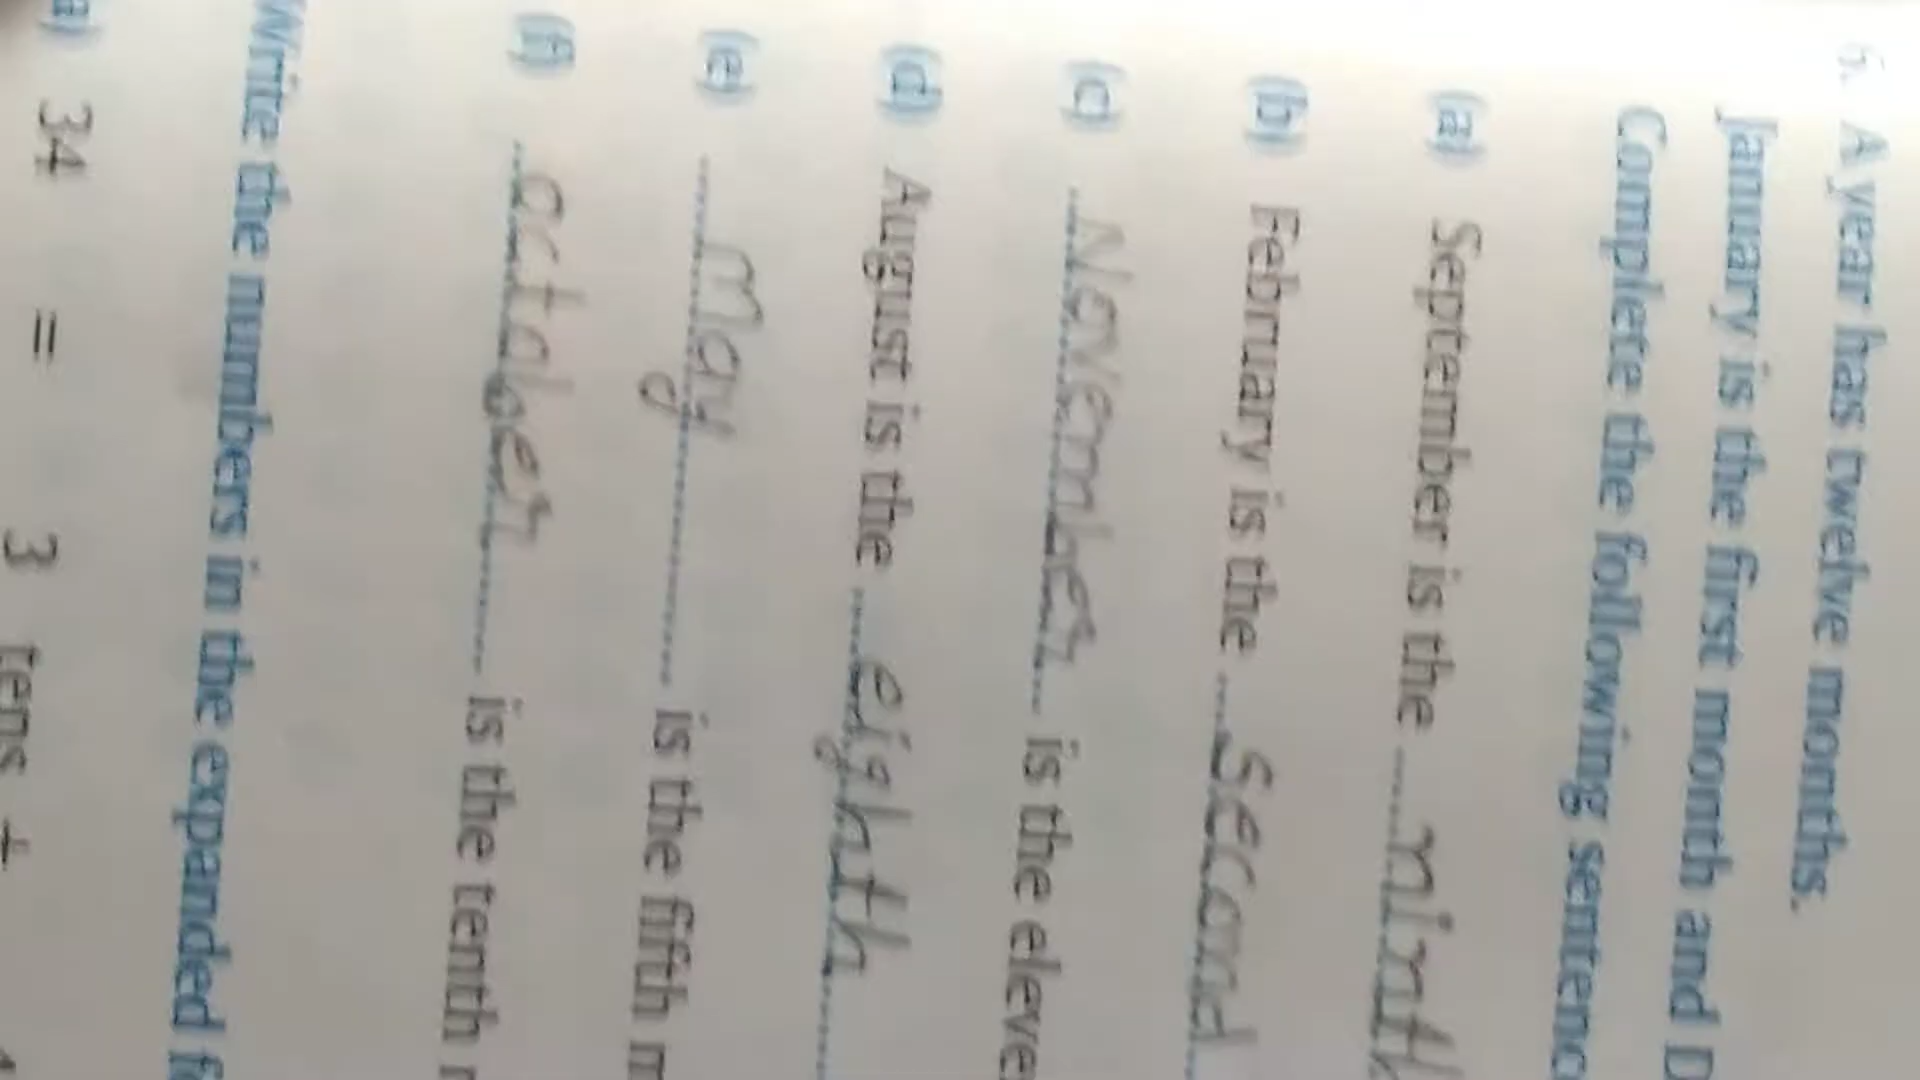 6. A year has twelve months.
January is the first month and D
Complete the following sentenc
(a) September is the ninth
(b) February is the second
(c) November is the eleve
(d) August is the eighth
(e) may is the fifth m
(f) october is the tenth
Write the numbers in the expanded f
a) 34 = 3 tens +